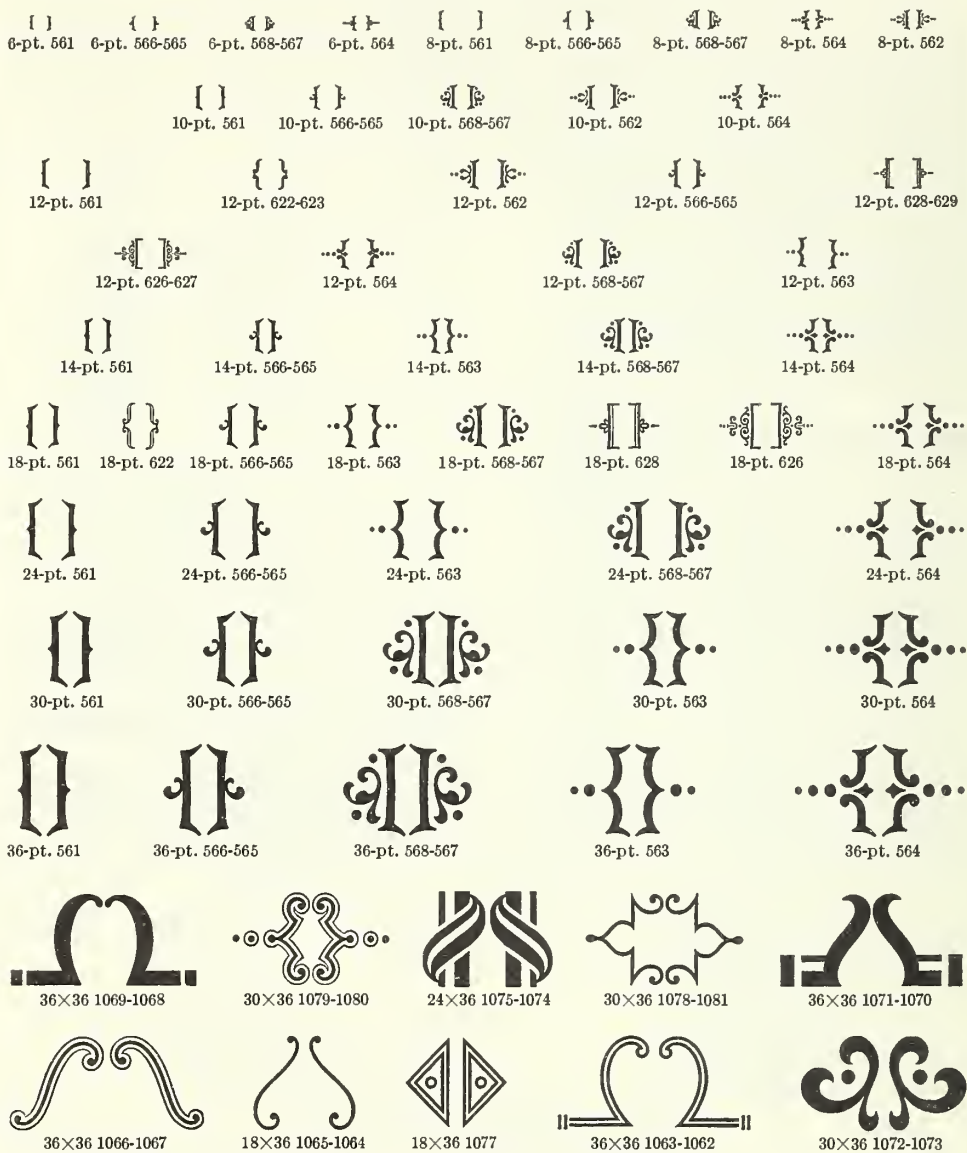 6-pt. 561 6-pt. 566-565 6-pt. 568-567 6-pt. 564 8-pt. 561 8-pt. 566-565 8-pt. 568-567 8-pt. 564 8-pt. 562
10-pt. 561 10-pt. 566-565 10-pt. 568-567 10-pt. 562 10-pt. 564
12-pt. 561 12-pt. 622-623 12-pt. 562 12-pt. 566-565 12-pt. 628-629
12-pt. 626-627 12-pt. 564 12-pt. 568-567 12-pt. 563
14-pt. 561 14-pt. 566-565 14-pt. 563 14-pt. 568-567 14-pt. 564
18-pt. 561 18-pt. 622 18-pt. 566-565 18-pt. 563 18-pt. 568-567 18-pt. 628 18-pt. 626 18-pt. 564
24-pt. 561 24-pt. 566-565 24-pt. 563 24-pt. 568-567 24-pt. 564
30-pt. 561 30-pt. 566-565 30-pt. 568-567 30-pt. 563 30-pt. 564
36-pt. 561 36-pt. 566-565 36-pt. 568-567 36-pt. 563 36-pt. 564
36×36 1069-1068 30×36 1079-1080 24×36 1075-1074 30×36 1078-1081 36×36 1071-1070
36×36 1066-1067 18×36 1065-1064 18×36 1077 36×36 1063-1062 30×36 1072-1073